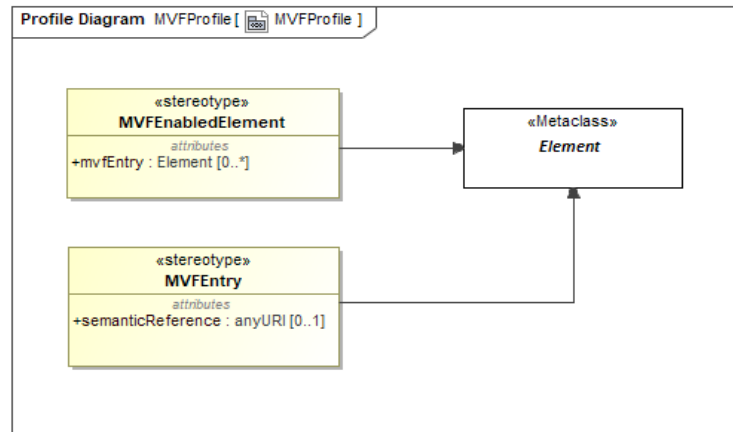 Profile Diagram MVFProfile [ MVFProfile ]
«stereotype»
MVFEnabledElement
attributes
+mvfEntry : Element [0..*]
«Metaclass»
Element
«stereotype»
MVFEntry
attributes
+semanticReference : anyURI [0..1]